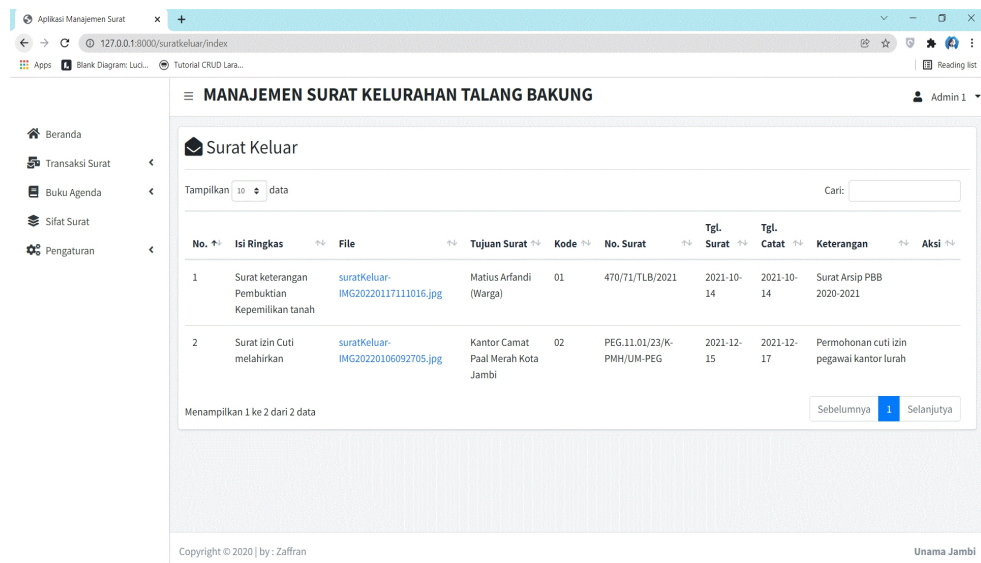 Aplikasi Manajemen Surat
127.0.0.1:8000/suratkeluar/index
Apps Blank Diagram: Luci... Tutorial CRUD Lara... Reading list
MANAJEMEN SURAT KELURAHAN TALANG BAKUNG
Admin 1
Beranda
Transaksi Surat
Buku Agenda
Sifat Surat
Pengaturan
Surat Keluar
Tampilkan 10 data
Cari:
No. Isi Ringkas File Tujuan Surat Kode No. Surat Tgl. Surat Tgl. Catat Keterangan Aksi
1 Surat keterangan suratKeluar- Matius Arfandi 01 470/71/TLB/2021 2021-10- 2021-10- Surat Arsip PBB
Pembuktian IMG20220117111016.jpg (Warga) 14 14 2020-2021
Kepemilikan tanah
2 Surat izin Cuti suratKeluar- Kantor Camat 02 PEG.11.01/23/K- 2021-12- 2021-12- Permohonan cuti izin
melahirkan IMG20220106092705.jpg Paal Merah Kota PMH/UM-PEG 15 17 pegawai kantor lurah
Jambi
Menampilkan 1 ke 2 dari 2 data
Sebelumnya 1 Selanjutya
Copyright © 2020 | by : Zaffran
Unama Jambi